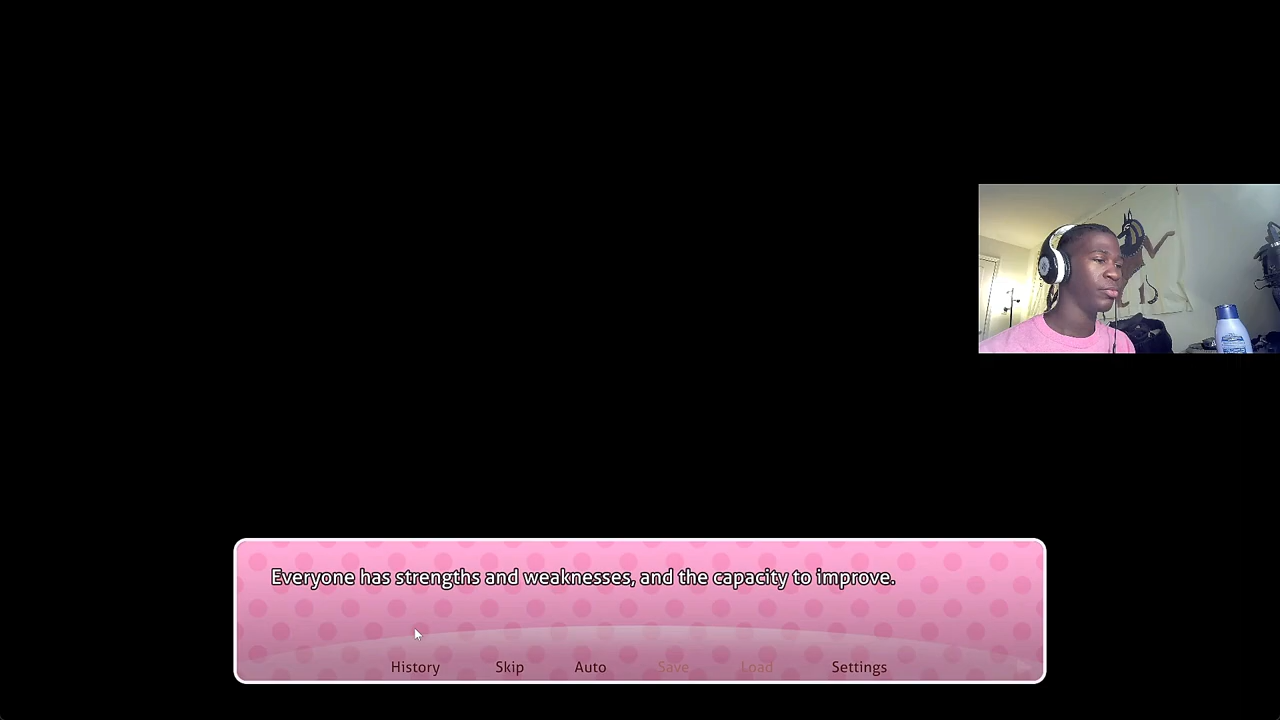 Everyone has strengths and weaknesses, and the capacity to improve.
History Skip Auto Save Load Settings